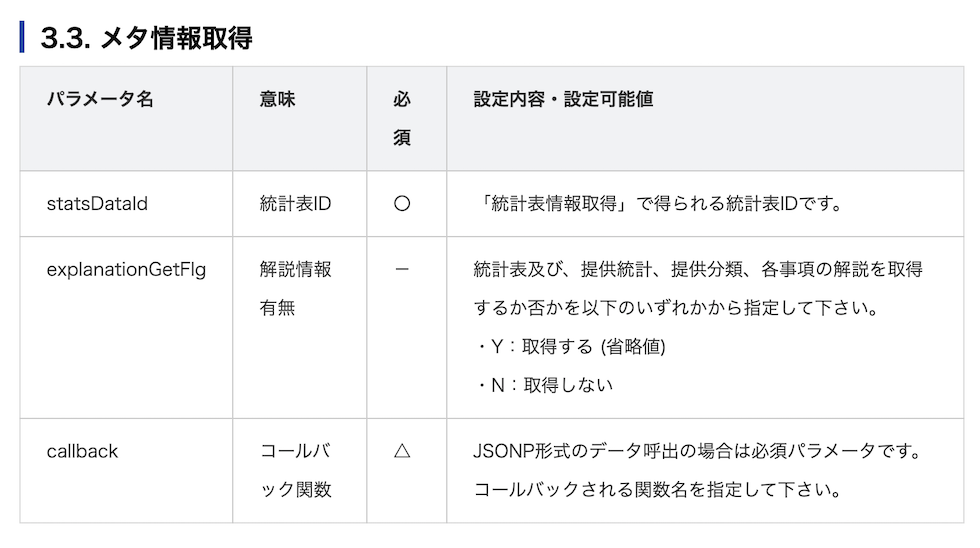 3.3. メタ情報取得
パラメータ名 意味 必須 設定内容・設定可能値
statsDataId 統計表ID ○ 「統計表情報取得」で得られる統計表IDです。
explanationGetFlg 解説情報 － 統計表及び、提供統計、提供分類、各事項の解説を取得
有無 するか否かを以下のいずれかから指定して下さい。
・Y：取得する (省略値)
・N：取得しない
callback コールバ △ JSONP形式のデータ呼出の場合は必須パラメータです。
ック関数 コールバックされる関数名を指定して下さい。